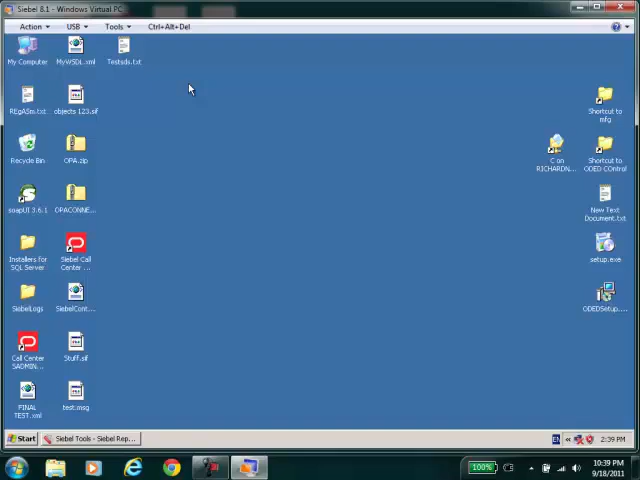 Siebel 8.1 - Windows Virtual PC
Action USB Tools Ctrl+Alt+Del
My Computer
MyWSDL.xml
Testsds.txt
REgASm.txt
objects 123.sif
Shortcut to
mfg
Recycle Bin
OPA.zip
C on
RICHARDN...
Shortcut to
ODED COntrol
soapUI 3.6.1
OPACONNE...
New Text
Document.txt
Installers for
SQL Server
Siebel Call
Center ...
setup.exe
SiebelLogs
SiebelCont...
ODEDSetup....
Call Center
SADMIN...
Stuff.sif
FINAL
TEST.xml
test.msg
Start
Siebel Tools - Siebel Rep...
EN
2:39 PM
100%
10:39 PM
9/18/2011